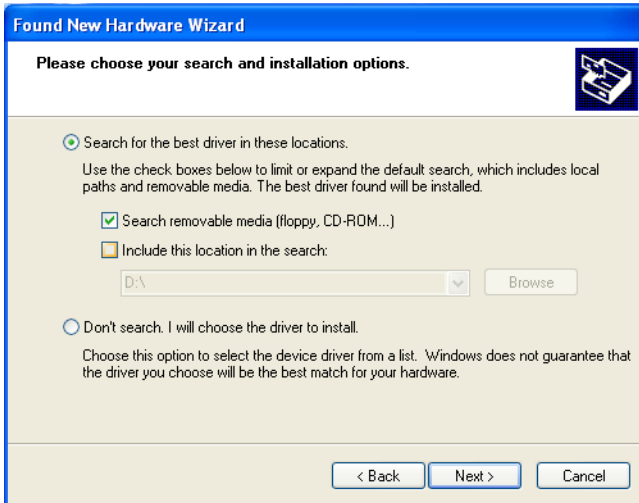 Found New Hardware Wizard
Please choose your search and installation options.
Search for the best driver in these locations.
Use the check boxes below to limit or expand the default search, which includes local
paths and removable media. The best driver found will be installed.
Search removable media (floppy, CD-ROM...)
Include this location in the search:
D:\
Browse
Don't search. I will choose the driver to install.
Choose this option to select the device driver from a list. Windows does not guarantee that
the driver you choose will be the best match for your hardware.
< Back Next > Cancel